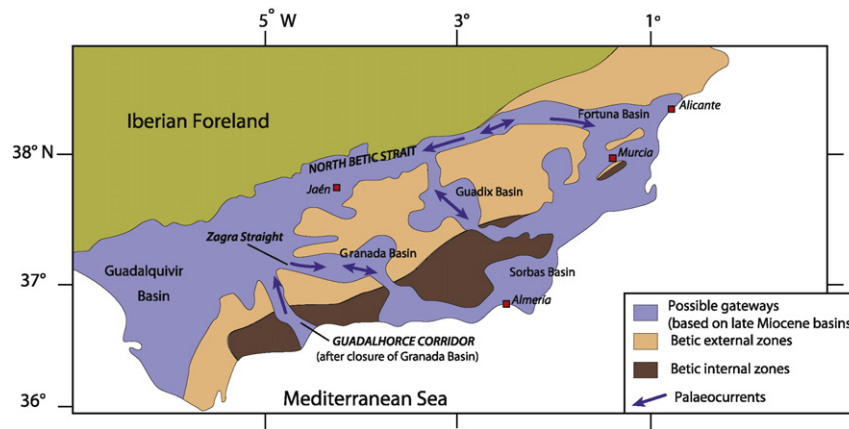 5° W
3°
1°
Iberian Foreland
Fortuna Basin
Alicante
38° N
NORTH BETIC STRAIT
Murcia
Jaén
Guadix Basin
Zagra Straight
Granada Basin
Guadalquivir
Basin
Sorbas Basin
37°
Almeria
GUADALHORCE CORRIDOR
(after closure of Granada Basin)
Mediterranean Sea
36°
Possible gateways
(based on late Miocene basins)
Betic external zones
Betic internal zones
Palaeocurrents